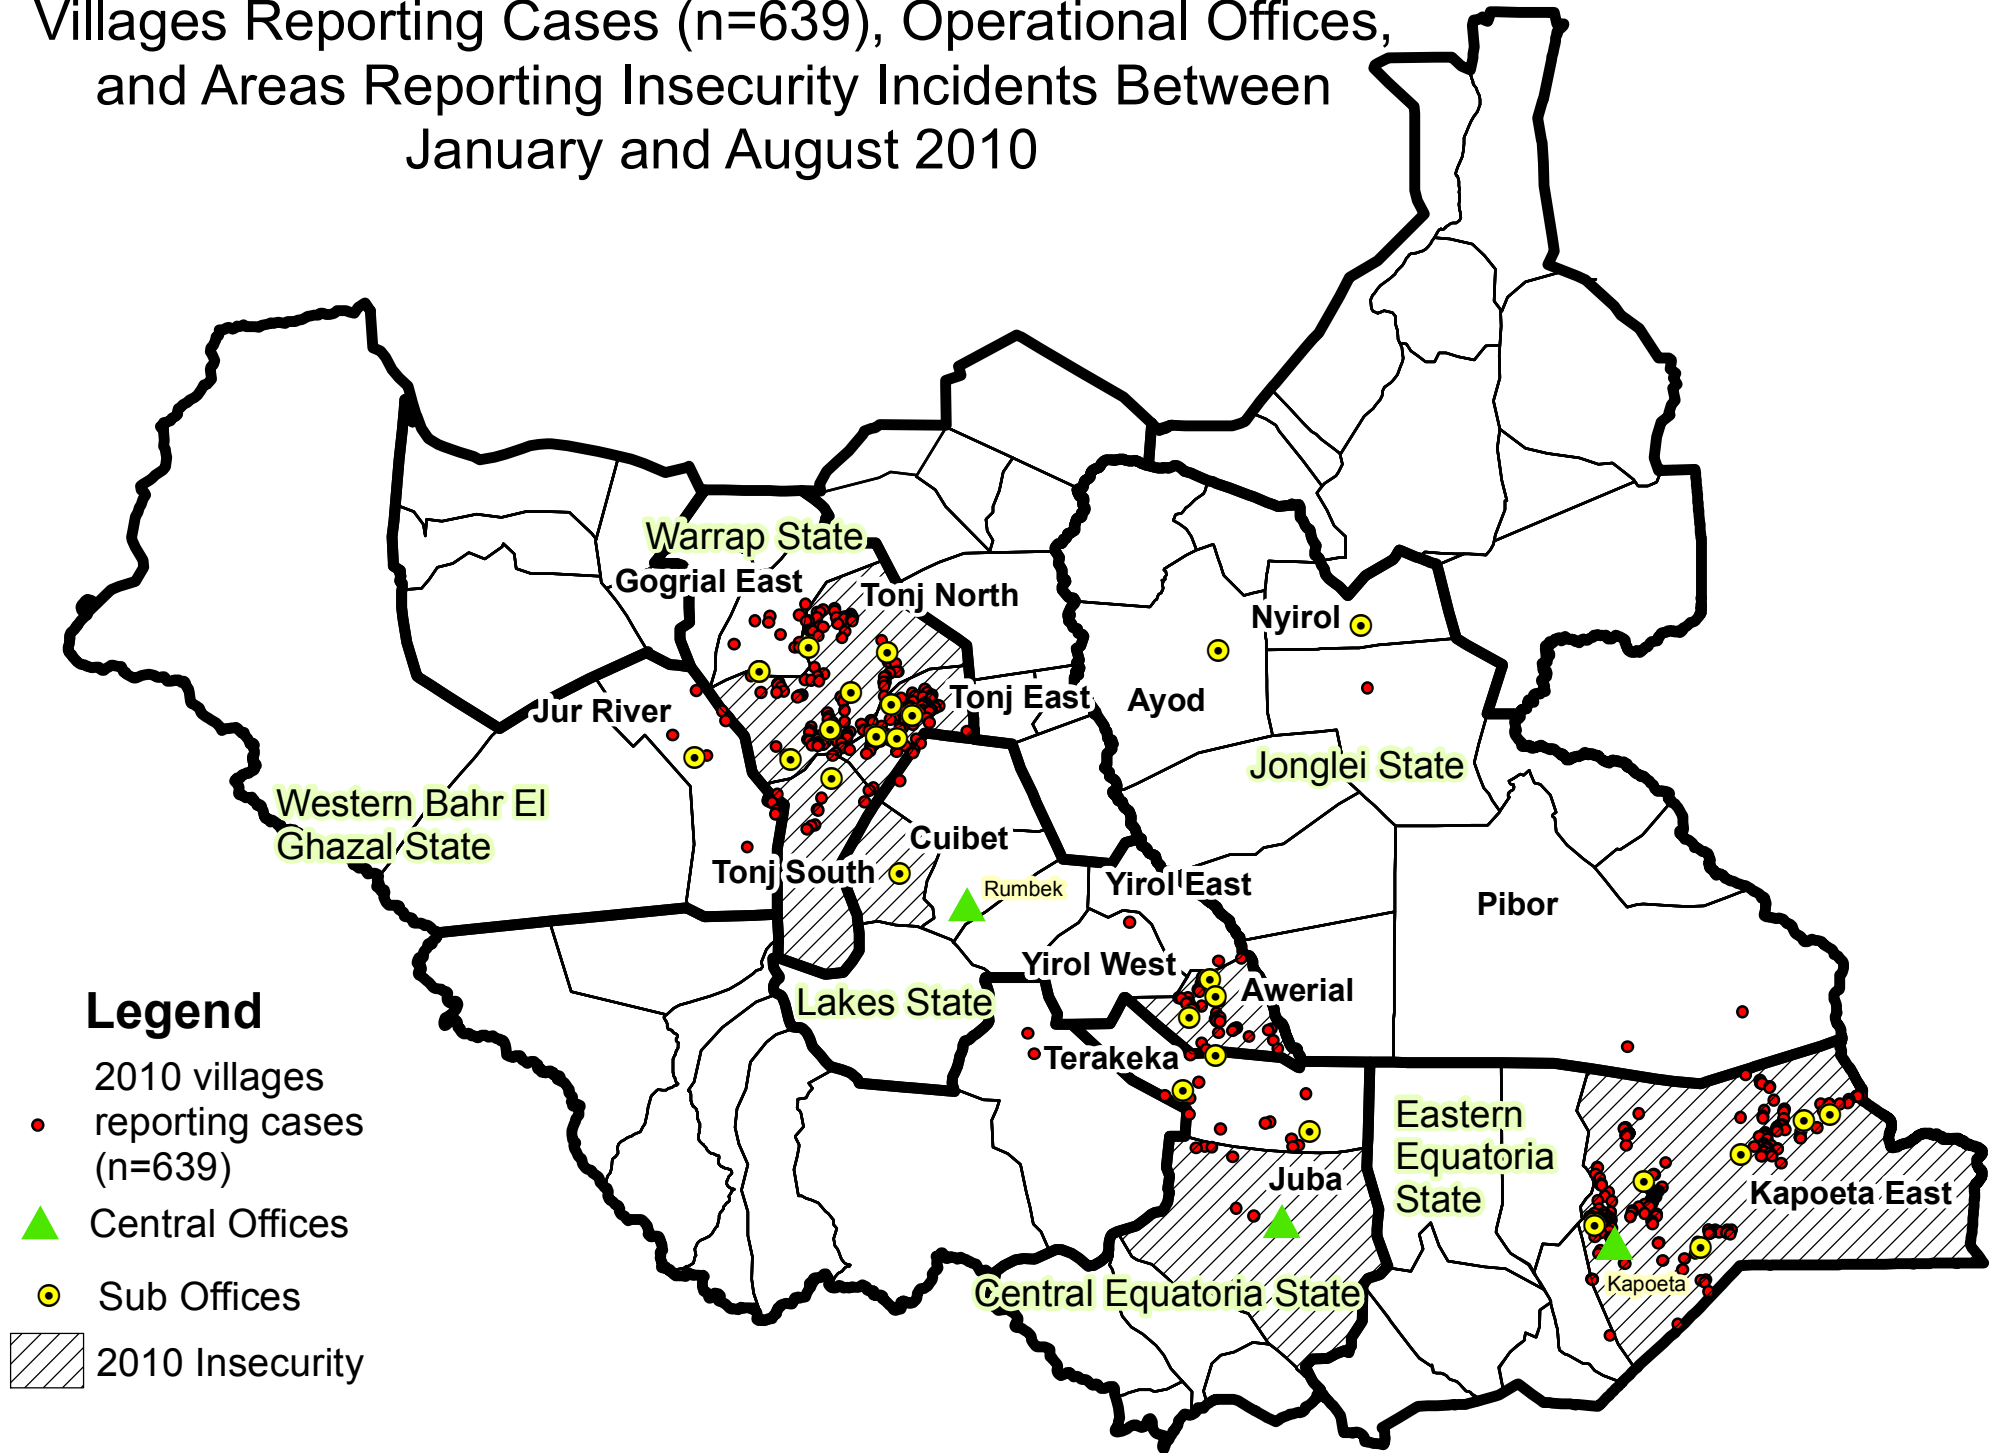 Villages Reporting Cases (n=639), Operational Offices,
and Areas Reporting Insecurity Incidents Between
January and August 2010
Warrap State
Gogrial East
Tonj North
Nyirol
Tonj East
Ayod
Jur River
Jonglei State
Western Bahr El
Ghazal State
Cuibet
Tonj South
Rumbek
Yirol East
Pibor
Yirol West
Awerial
Lakes State
Terakeka
Eastern
Equatoria
State
Juba
Kapoeta East
Central Equatoria State
Kapoeta
Legend
2010 villages
reporting cases
(n=639)
Central Offices
Sub Offices
2010 Insecurity